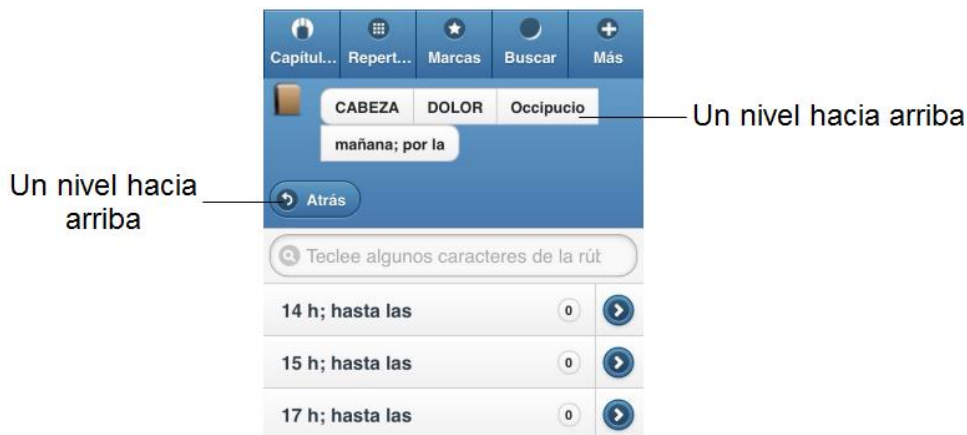 Capítul... Repert... Marcas Buscar Más
CABEZA DOLOR Occipucio
mañana; por la
Un nivel hacia arriba
Un nivel hacia
arriba
Atrás
Teclee algunos caracteres de la rúb
14 h; hasta las 0
15 h; hasta las 0
17 h; hasta las 0